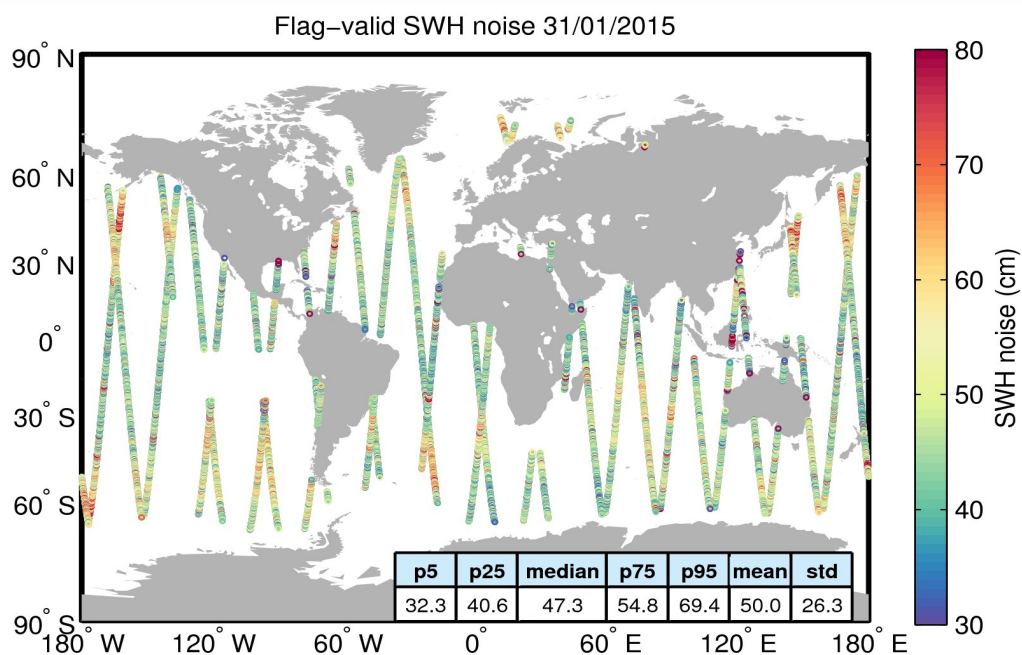 Flag−valid SWH noise 31/01/2015
90° N
60° N
30° N
0°
30° S
60° S
90° S
180° W
120° W
60° W
0°
60° E
120° E
180° E
p5 p25 median p75 p95 mean std
32.3 40.6 47.3 54.8 69.4 50.0 26.3
80
70
60
50
40
30
SWH noise (cm)